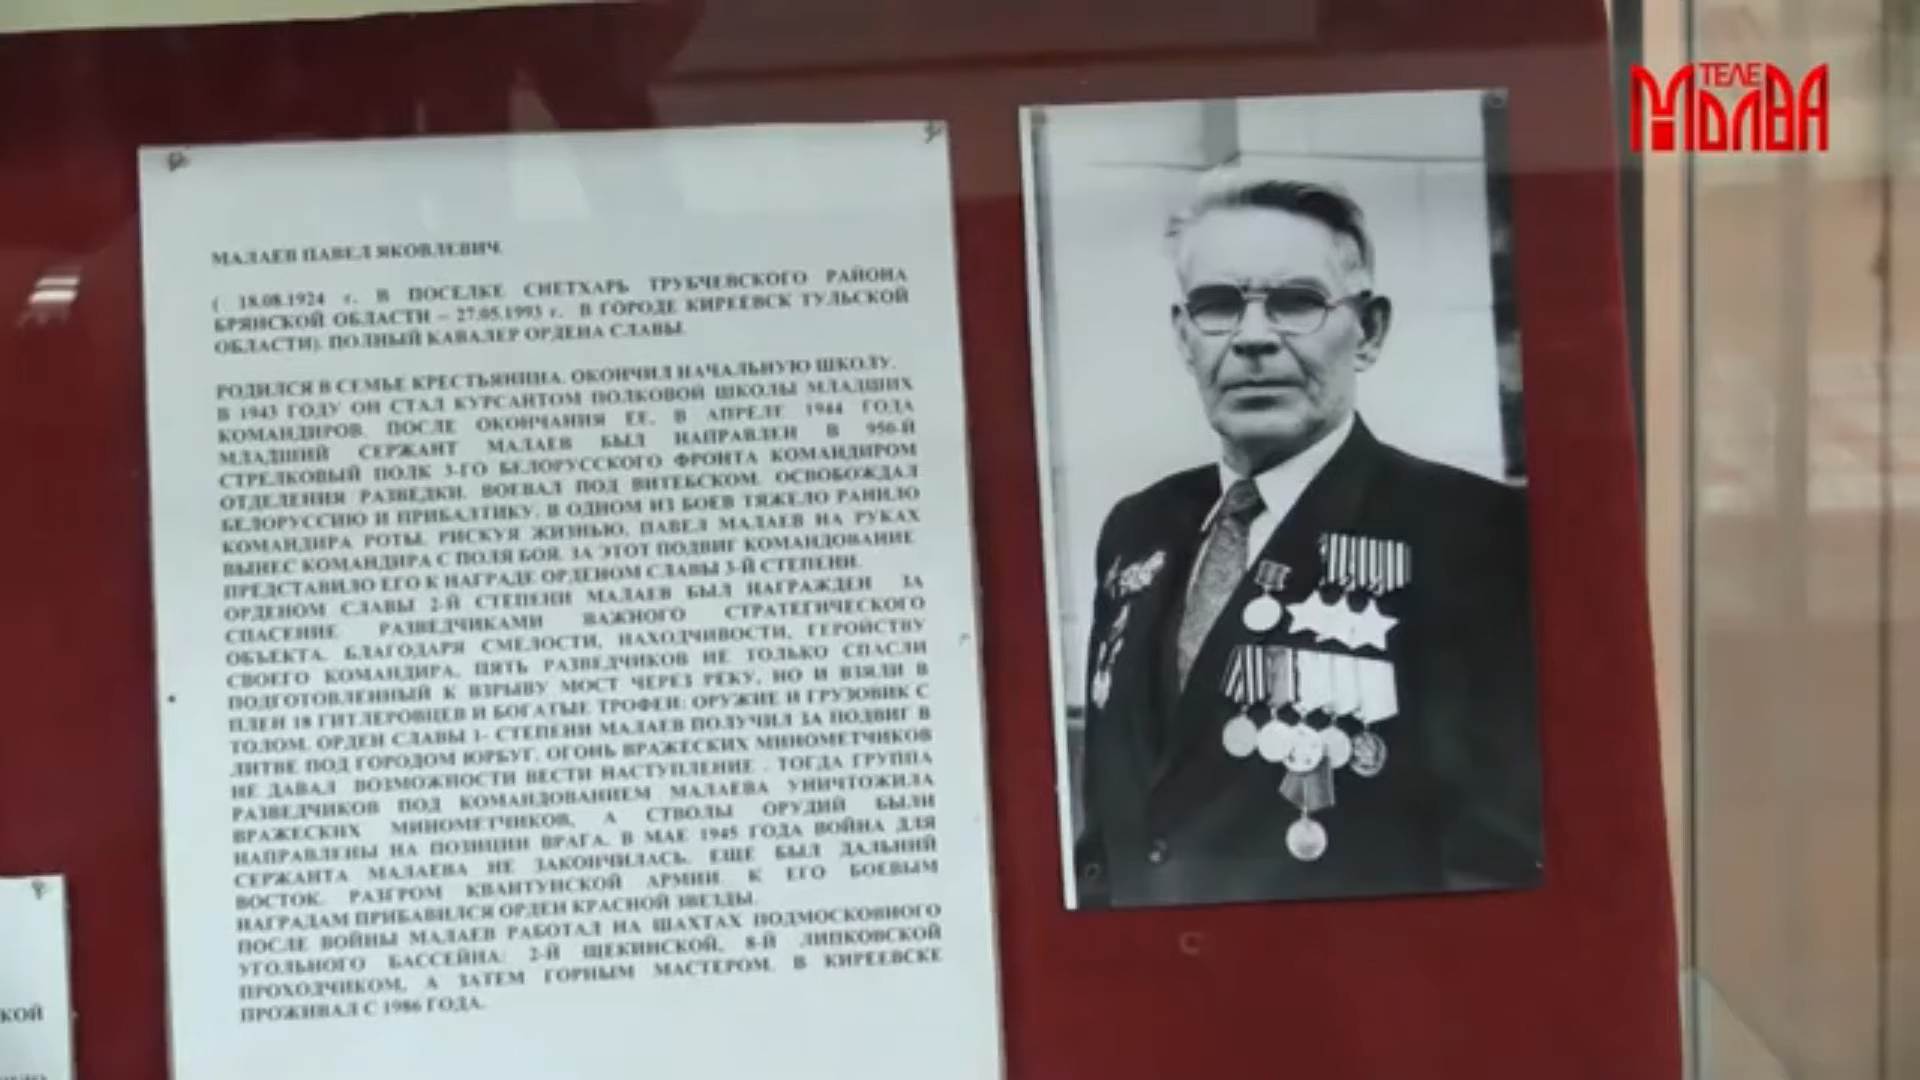 ТЕЛЕ
МОЛВА
МАЛАЕВ ПАВЕЛ ЯКОВЛЕВИЧ.
( 18.08.1924 г. В ПОСЕЛКЕ СНЕТХАРЬ ТРУБЧЕВСКОГО РАЙОНА
БРЯНСКОЙ ОБЛАСТИ – 27.05.1993 г. В ГОРОДЕ КИРЕЕВСК ТУЛЬСКОЙ
ОБЛАСТИ). ПОЛНЫЙ КАВАЛЕР ОРДЕНА СЛАВЫ.
РОДИЛСЯ В СЕМЬЕ КРЕСТЬЯНИНА. ОКОНЧИЛ НАЧАЛЬНУЮ ШКОЛУ.
В 1943 ГОДУ ОН СТАЛ КУРСАНТОМ ПОЛКОВОЙ ШКОЛЫ МЛАДШИХ
КОМАНДИРОВ. ПОСЛЕ ОКОНЧАНИЯ ЕЕ, В АПРЕЛЕ 1944 ГОДА
МЛАДШИЙ СЕРЖАНТ МАЛАЕВ БЫЛ НАПРАВЛЕН В 950-Й
СТРЕЛКОВЫЙ ПОЛК 3-ГО БЕЛОРУССКОГО ФРОНТА КОМАНДИРОМ
ОТДЕЛЕНИЯ РАЗВЕДКИ. ВОЕВАЛ ПОД ВИТЕБСКОМ, ОСВОБОЖДАЛ
БЕЛОРУССИЮ И ПРИБАЛТИКУ. В ОДНОМ ИЗ БОЕВ ТЯЖЕЛО РАНИЛО
КОМАНДИРА РОТЫ. РИСКУЯ ЖИЗНЬЮ, ПАВЕЛ МАЛАЕВ НА РУКАХ
ВЫНЕС КОМАНДИРА С ПОЛЯ БОЯ. ЗА ЭТОТ ПОДВИГ КОМАНДОВАНИЕ
ПРЕДСТАВИЛО ЕГО К НАГРАДЕ ОРДЕНОМ СЛАВЫ 3-Й СТЕПЕНИ.
ОРДЕНОМ СЛАВЫ 2-Й СТЕПЕНИ МАЛАЕВ БЫЛ НАГРАЖДЕН ЗА
СПАСЕНИЕ РАЗВЕДЧИКАМИ ВАЖНОГО СТРАТЕГИЧЕСКОГО
ОБЪЕКТА. БЛАГОДАРЯ СМЕЛОСТИ, НАХОДЧИВОСТИ, ГЕРОЙСТВУ
СВОЕГО КОМАНДИРА, ПЯТЬ РАЗВЕДЧИКОВ НЕ ТОЛЬКО СПАСЛИ
ПОДГОТОВЛЕННЫЙ К ВЗРЫВУ МОСТ ЧЕРЕЗ РЕКУ, НО И ВЗЯЛИ В
ПЛЕН 18 ГИТЛЕРОВЦЕВ И БОГАТЫЕ ТРОФЕИ: ОРУЖИЕ И ГРУЗОВИК С
ТОЛОМ. ОРДЕН СЛАВЫ 1- СТЕПЕНИ МАЛАЕВ ПОЛУЧИЛ ЗА ПОДВИГ В
ЛИТВЕ ПОД ГОРОДОМ ЮРБУГ. ОГОНЬ ВРАЖЕСКИХ МИНОМЕТЧИКОВ
НЕ ДАВАЛ ВОЗМОЖНОСТИ ВЕСТИ НАСТУПЛЕНИЕ . ТОГДА ГРУППА
РАЗВЕДЧИКОВ ПОД КОМАНДОВАНИЕМ МАЛАЕВА УНИЧТОЖИЛА
ВРАЖЕСКИХ МИНОМЕТЧИКОВ, А СТВОЛЫ ОРУДИЙ БЫЛИ
НАПРАВЛЕНЫ НА ПОЗИЦИИ ВРАГА. В МАЕ 1945 ГОДА ВОЙНА ДЛЯ
СЕРЖАНТА МАЛАЕВА НЕ ЗАКОНЧИЛАСЬ. ЕЩЕ БЫЛ ДАЛЬНИЙ
ВОСТОК, РАЗГРОМ КВАНТУНСКОЙ АРМИИ. К ЕГО БОЕВЫМ
НАГРАДАМ ПРИБАВИЛСЯ ОРДЕН КРАСНОЙ ЗВЕЗДЫ.
ПОСЛЕ ВОЙНЫ МАЛАЕВ РАБОТАЛ НА ШАХТАХ ПОДМОСКОВНОГО
УГОЛЬНОГО БАССЕЙНА: 2-Й ЩЕКИНСКОЙ, 8-Й ЛИПКОВСКОЙ
ПРОХОДЧИКОМ, А ЗАТЕМ ГОРНЫМ МАСТЕРОМ. В КИРЕЕВСКЕ
ПРОЖИВАЛ С 1986 ГОДА.
КОЙ